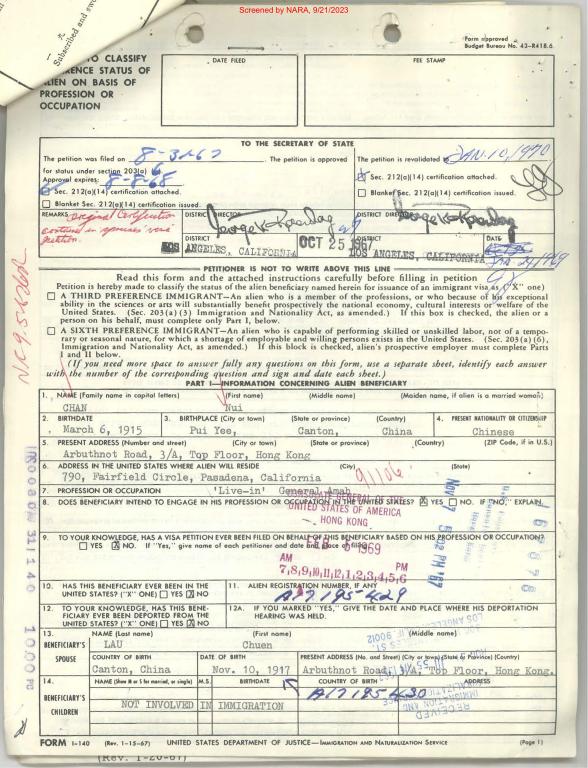 Screened by NARA, 9/21/2023
Subscribed and swo
Form approved
Budget Bureau No. 43-R418.6
TO CLASSIFY
RENCE STATUS OF
ALIEN ON BASIS OF
PROFESSION OR
OCCUPATION
DATE FILED
FEE STAMP
TO THE SECRETARY OF STATE
The petition was filed on 8-3-67
The petition is approved
for status under section 203(a) 6
Approval expires: 8-8-68
Sec. 212(a)(14) certification attached.
Blanket Sec. 212(a)(14) certification issued.
The petition is revalidated to JAN. 10, 1970
Sec. 212(a)(14) certification attached.
Blanket Sec. 212(a)(14) certification issued.
REMARKS original Certification
contained in spouses visa
petition.
DISTRICT DIRECTOR
DISTRICT
LOS ANGELES, CALIFORNIA
OCT 25 1967
DISTRICT DIRECTOR
LOS ANGELES, CALIFORNIA
DATE
PETITIONER IS NOT TO WRITE ABOVE THIS LINE
Read this form and the attached instructions carefully before filling in petition
Petition is hereby made to classify the status of the alien beneficiary named herein for issuance of an immigrant visa as ("X" one)
A THIRD PREFERENCE IMMIGRANT—An alien who is a member of the professions, or who because of his exceptional
ability in the sciences or arts will substantially benefit prospectively the national economy, cultural interests or welfare of the
United States. (Sec. 203(a) (3) Immigration and Nationality Act, as amended.) If this box is checked, the alien or a
person on his behalf, must complete only Part I, below.
A SIXTH PREFERENCE IMMIGRANT—An alien who is capable of performing skilled or unskilled labor, not of a tempo-
rary or seasonal nature, for which a shortage of employable and willing persons exists in the United States. (Sec. 203 (a) (6),
Immigration and Nationality Act, as amended.) If this block is checked, alien's prospective employer must complete Parts
I and II below.
(If you need more space to answer fully any questions on this form, use a separate sheet, identify each answer
with the number of the corresponding question and sign and date each sheet.)
PART I—INFORMATION CONCERNING ALIEN BENEFICIARY
1. NAME (Family name in capital letters) (First name) (Middle name) (Maiden name, if alien is a married woman)
CHAN Nui
2. BIRTHDATE 3. BIRTHPLACE (City or town) (State or province) (Country) 4. PRESENT NATIONALITY OR CITIZENSHIP
March 6, 1915 Pui Yee, Canton, China Chinese
5. PRESENT ADDRESS (Number and street) (City or town) (State or province) (Country) (ZIP Code, if in U.S.)
Arbuthnot Road, 3/A, Top Floor, Hong Kong
6. ADDRESS IN THE UNITED STATES WHERE ALIEN WILL RESIDE (City) (State)
790, Fairfield Circle, Pasadena, California
7. PROFESSION OR OCCUPATION
'Live-in' General Amah
8. DOES BENEFICIARY INTEND TO ENGAGE IN HIS PROFESSION OR OCCUPATION IN THE UNITED STATES? X YES NO. IF "NO," EXPLAIN.
UNITED STATES OF AMERICA
HONG KONG
9. TO YOUR KNOWLEDGE, HAS A VISA PETITION EVER BEEN FILED ON BEHALF OF THIS BENEFICIARY BASED ON HIS PROFESSION OR OCCUPATION?
YES X NO. If "Yes," give name of each petitioner and date and place of filing
AM PM
7,8,9,10,11,12,1,2,3,4,5,6
10. HAS THIS BENEFICIARY EVER BEEN IN THE
UNITED STATES? ("X" ONE) YES X NO
11. ALIEN REGISTRATION NUMBER, IF ANY
A17 195 429
12. TO YOUR KNOWLEDGE, HAS THIS BENE-
FICIARY EVER BEEN DEPORTED FROM THE
UNITED STATES? ("X" ONE) YES X NO
12A. IF YOU MARKED "YES," GIVE THE DATE AND PLACE WHERE HIS DEPORTATION
HEARING WAS HELD.
13. BENEFICIARY'S SPOUSE
NAME (Last name) (First name) (Middle name)
LAU Chuen
COUNTRY OF BIRTH DATE OF BIRTH PRESENT ADDRESS (No. and Street) (City or town) (State or Province) (Country)
Canton, China Nov. 10, 1917 Arbuthnot Road, 3/A, Top Floor, Hong Kong.
14. BENEFICIARY'S CHILDREN
NAME (Show M or S for married, or single) M.S. BIRTHDATE COUNTRY OF BIRTH ADDRESS
A17 195 430
NOT INVOLVED IN IMMIGRATION
FORM I-140 (Rev. 1-15-67) UNITED STATES DEPARTMENT OF JUSTICE—IMMIGRATION AND NATURALIZATION SERVICE (Page 1)
(Rev. 1-20-67)